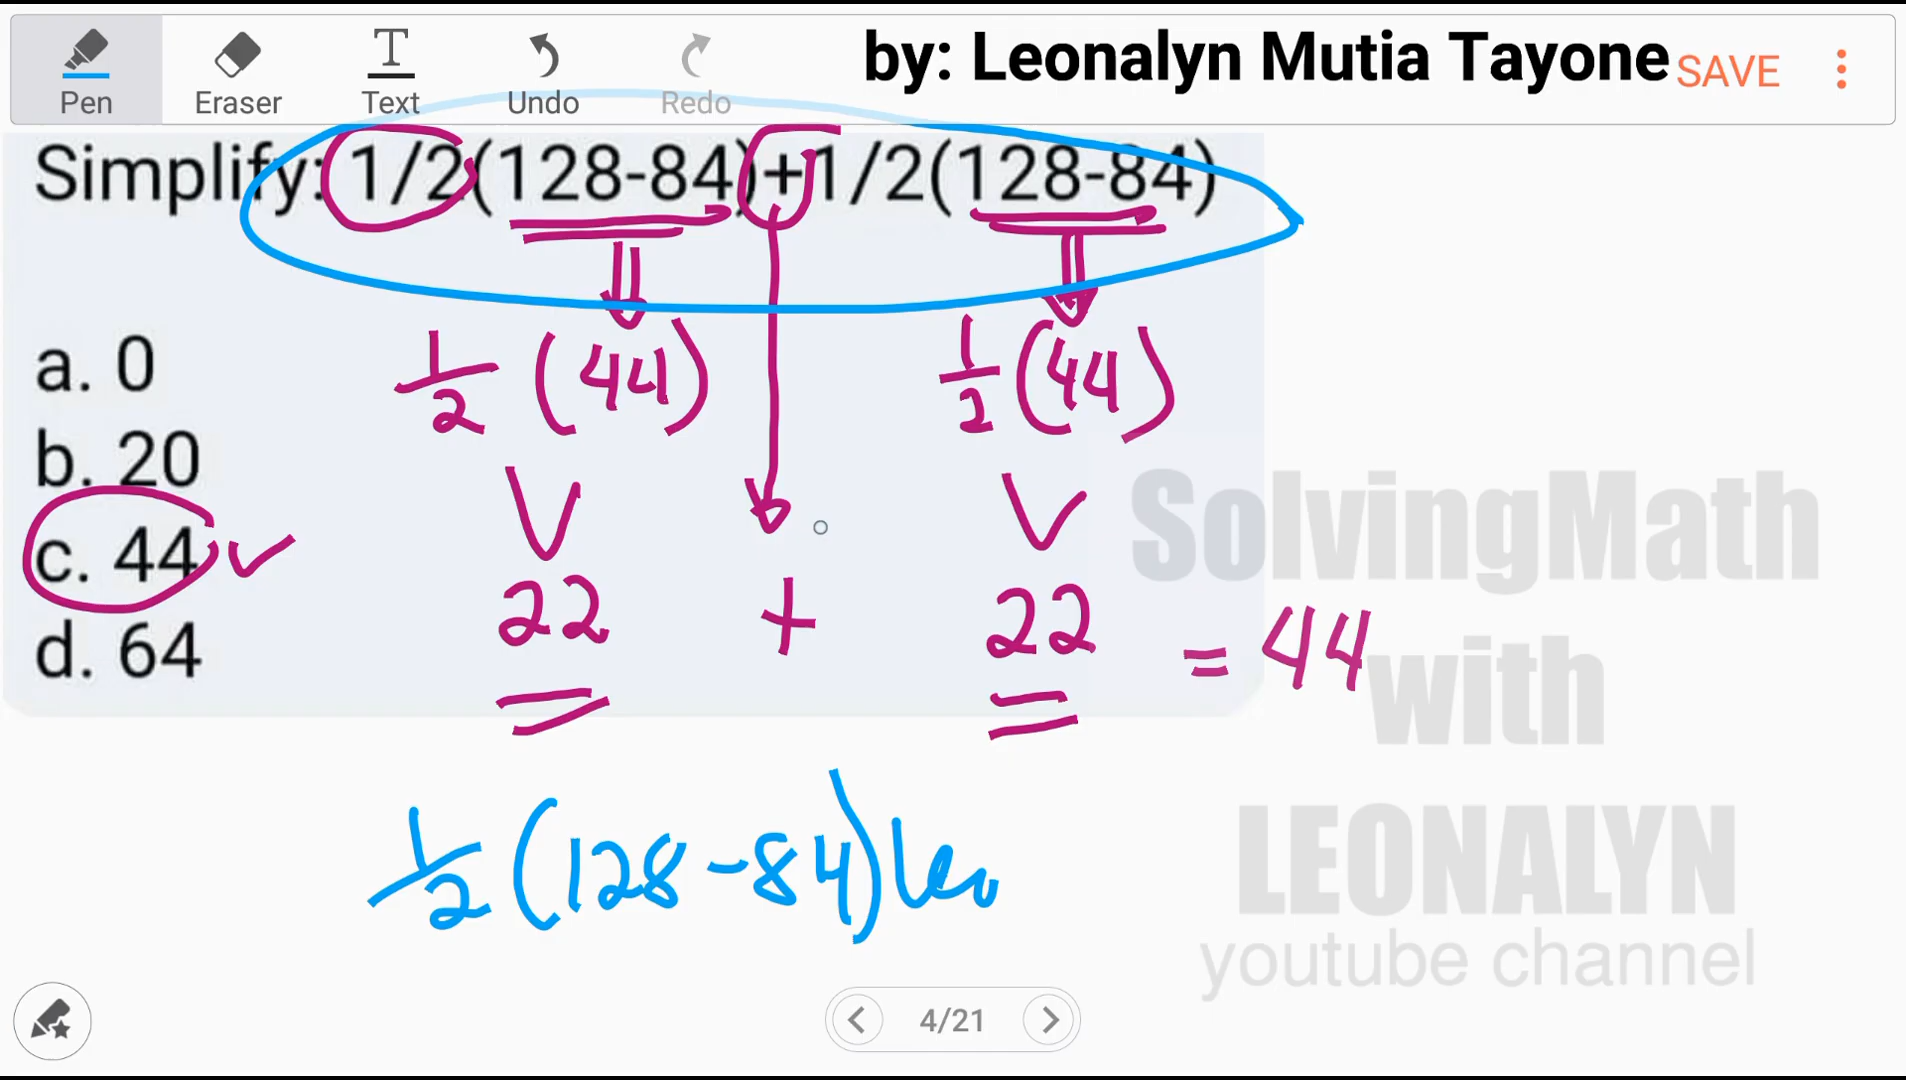 by: Leonalyn Mutia Tayone
SAVE
Pen
Eraser
Text
Undo
Redo
Simplify: 1/2(128-84)+1/2(128-84)
a. 0
b. 20
c. 44
d. 64
1/2 (44)
1/2 (44)
22 + 22 = 44
1/2 (128-84)
SolvingMath
with
LEONALYN
youtube channel
4/21